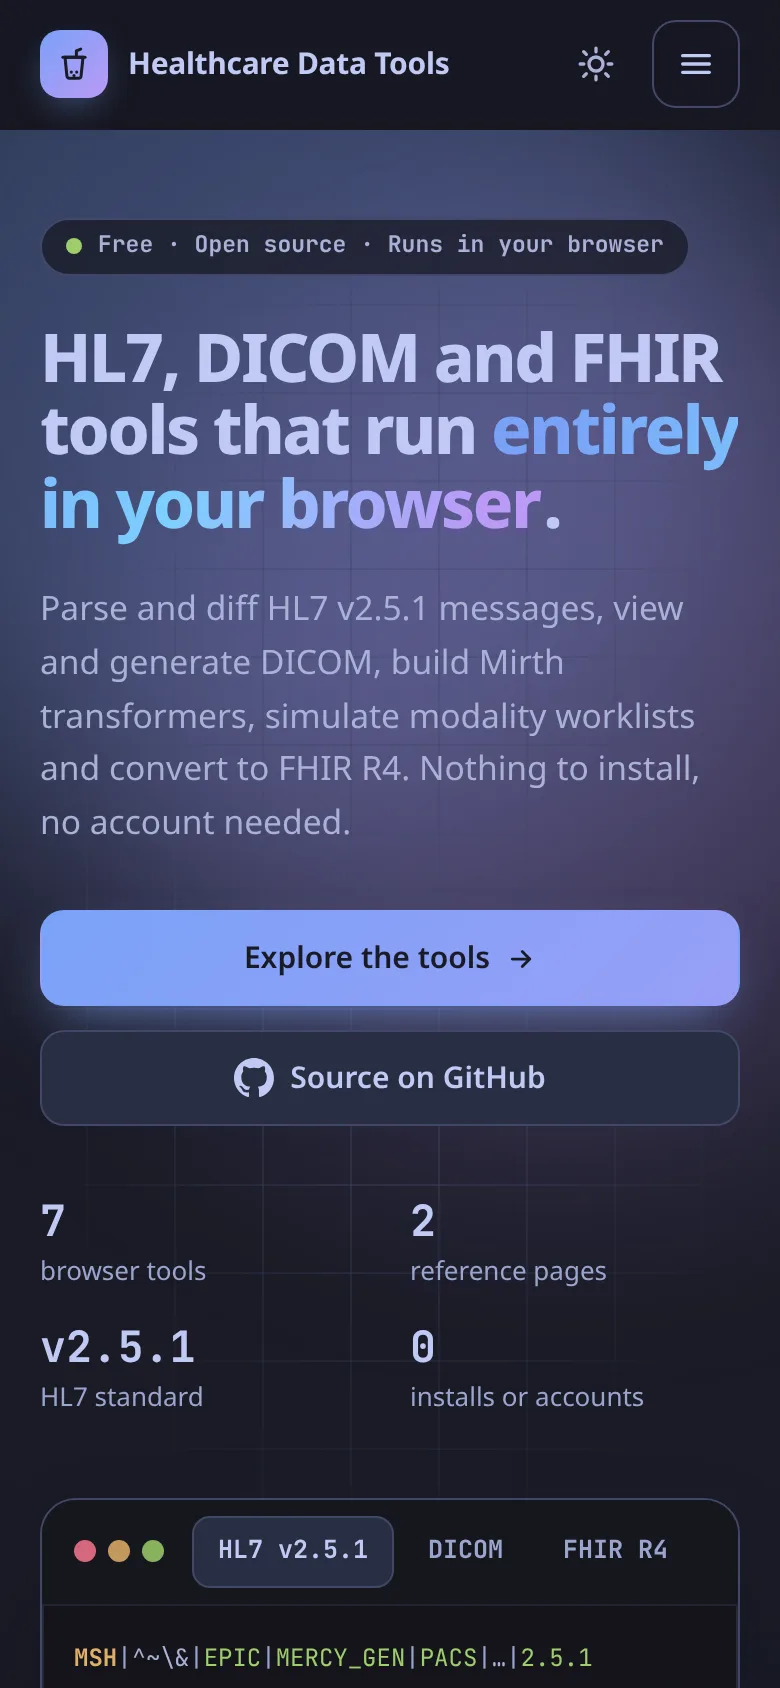 Healthcare Data Tools
Free · Open source · Runs in your browser
HL7, DICOM and FHIR
tools that run entirely
in your browser.
Parse and diff HL7 v2.5.1 messages, view
and generate DICOM, build Mirth
transformers, simulate modality worklists
and convert to FHIR R4. Nothing to install,
no account needed.
Explore the tools →
Source on GitHub
7
browser tools
2
reference pages
v2.5.1
HL7 standard
0
installs or accounts
HL7 v2.5.1 DICOM FHIR R4
MSH|^~\&|EPIC|MERCY_GEN|PACS|…|2.5.1